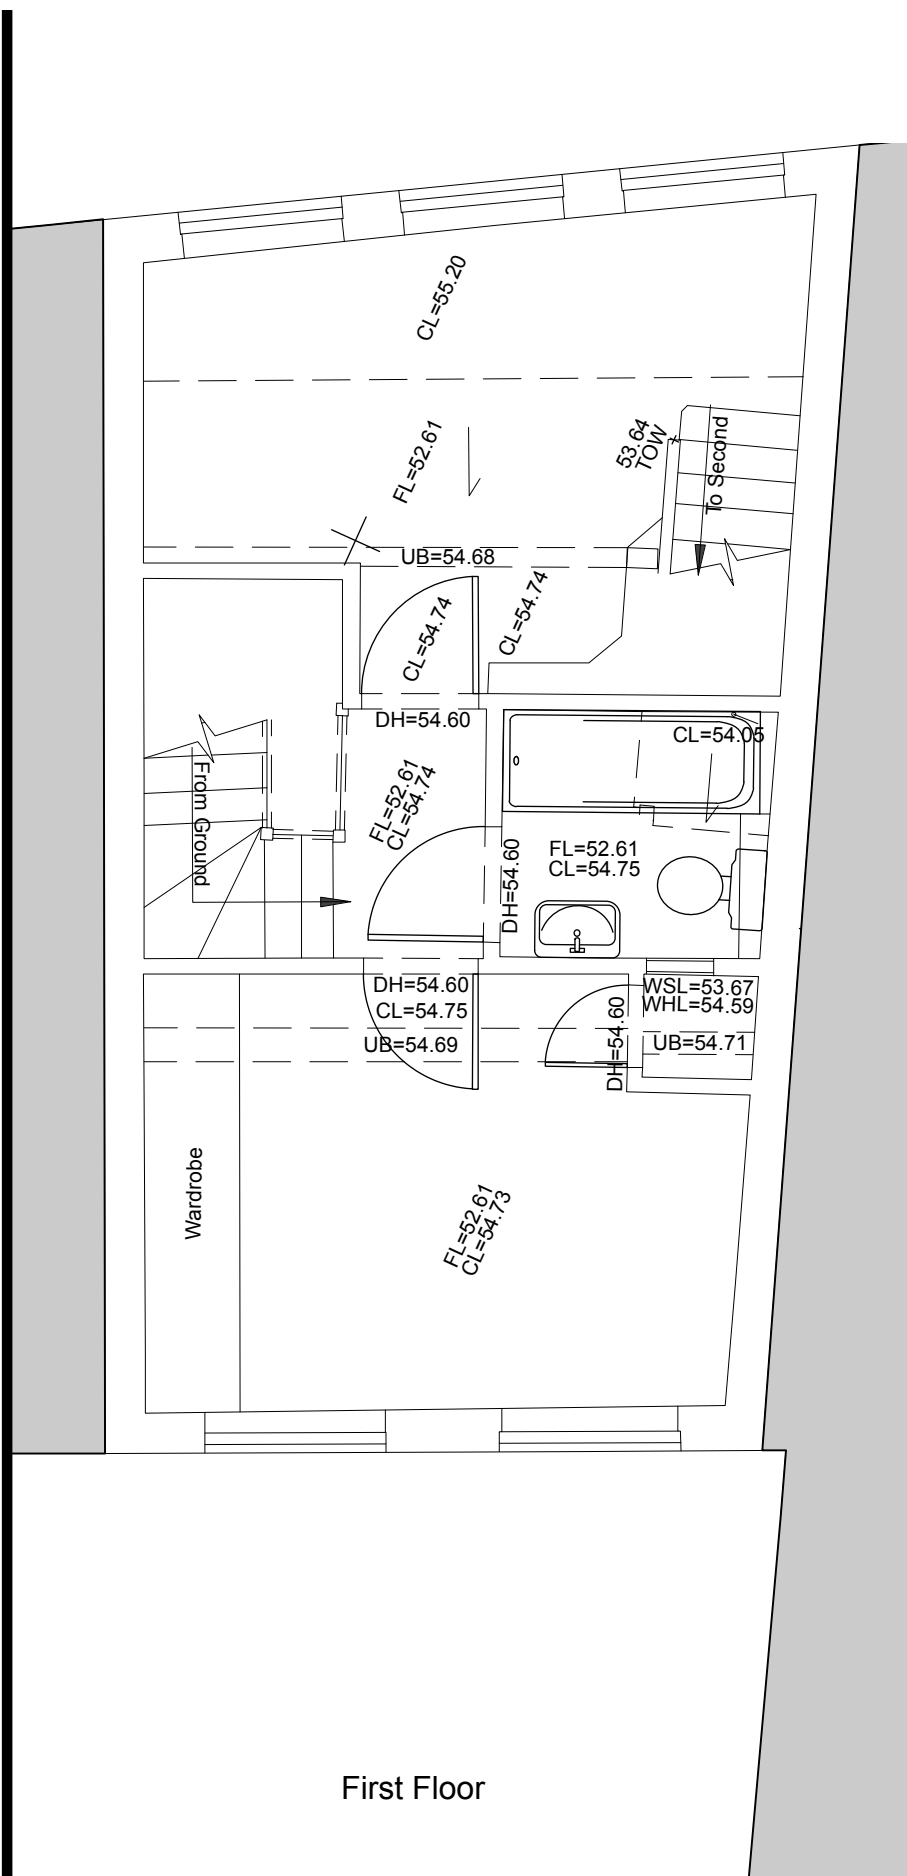 CL=55.20
FL=52.61
53.64
TOW
To Second
UB=54.68
CL=54.74
CL=54.74
DH=54.60
CL=54.05
From Ground
FL=52.61
CL=54.74
DH=54.60
FL=52.61
CL=54.75
DH=54.60
CL=54.75
UB=54.69
DH=54.60
WSL=53.67
WHL=54.59
UB=54.71
Wardrobe
FL=52.61
CL=54.73
First Floor